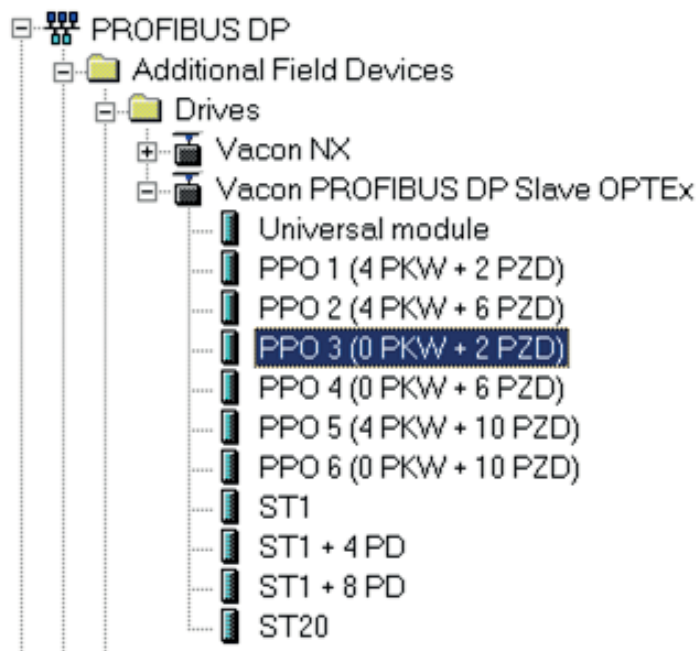 PROFIBUS DP
Additional Field Devices
Drives
Vacon NX
Vacon PROFIBUS DP Slave OPTEx
Universal module
PPO 1 (4 PKW + 2 PZD)
PPO 2 (4 PKW + 6 PZD)
PPO 3 (0 PKW + 2 PZD)
PPO 4 (0 PKW + 6 PZD)
PPO 5 (4 PKW + 10 PZD)
PPO 6 (0 PKW + 10 PZD)
ST1
ST1 + 4 PD
ST1 + 8 PD
ST20